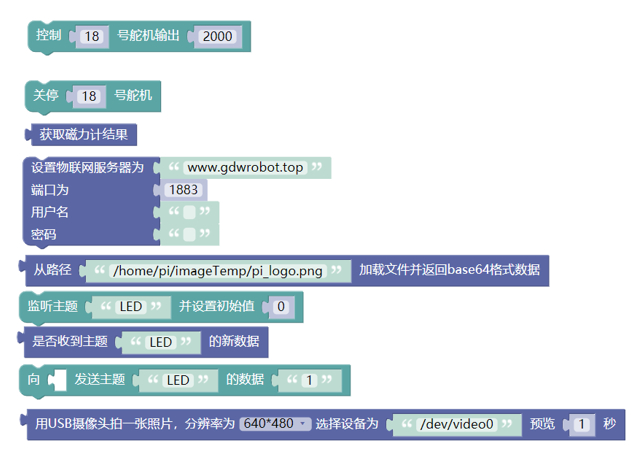 控制 18 号舵机输出 2000
关停 18 号舵机
获取磁力计结果
设置物联网服务器为 “ www.gdwrobot.top ”
端口为 1883
用户名 “ ”
密码 “ ”
从路径 “ /home/pi/imageTemp/pi_logo.png ” 加载文件并返回base64格式数据
监听主题 “ LED ” 并设置初始值 0
是否收到主题 “ LED ” 的新数据
向 发送主题 “ LED ” 的数据 “ 1 ”
用USB摄像头拍一张照片，分辨率为 640*480 选择设备为 “ /dev/video0 ” 预览 1 秒